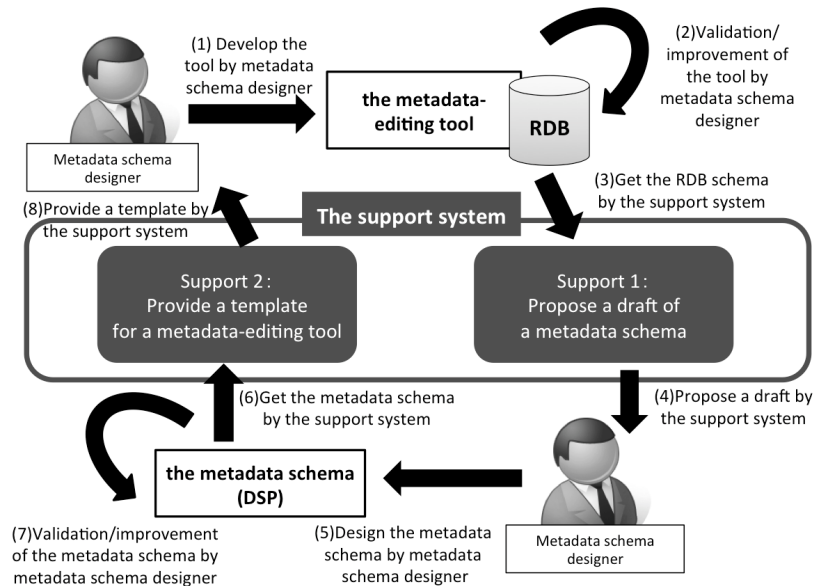 (1) Develop the
tool by metadata
schema designer
the metadata-
editing tool
RDB
(2)Validation/
improvement of
the tool by
metadata schema
designer
Metadata schema
designer
(3)Get the RDB schema
by the support system
(8)Provide a template by
the support system
The support system
Support 2:
Provide a template
for a metadata-editing tool
Support 1:
Propose a draft of
a metadata schema
(6)Get the metadata schema
by the support system
(4)Propose a draft by
the support system
the metadata schema
(DSP)
(7)Validation/improvement
of the metadata schema by
metadata schema designer
(5)Design the metadata
schema by metadata
schema designer
Metadata schema
designer